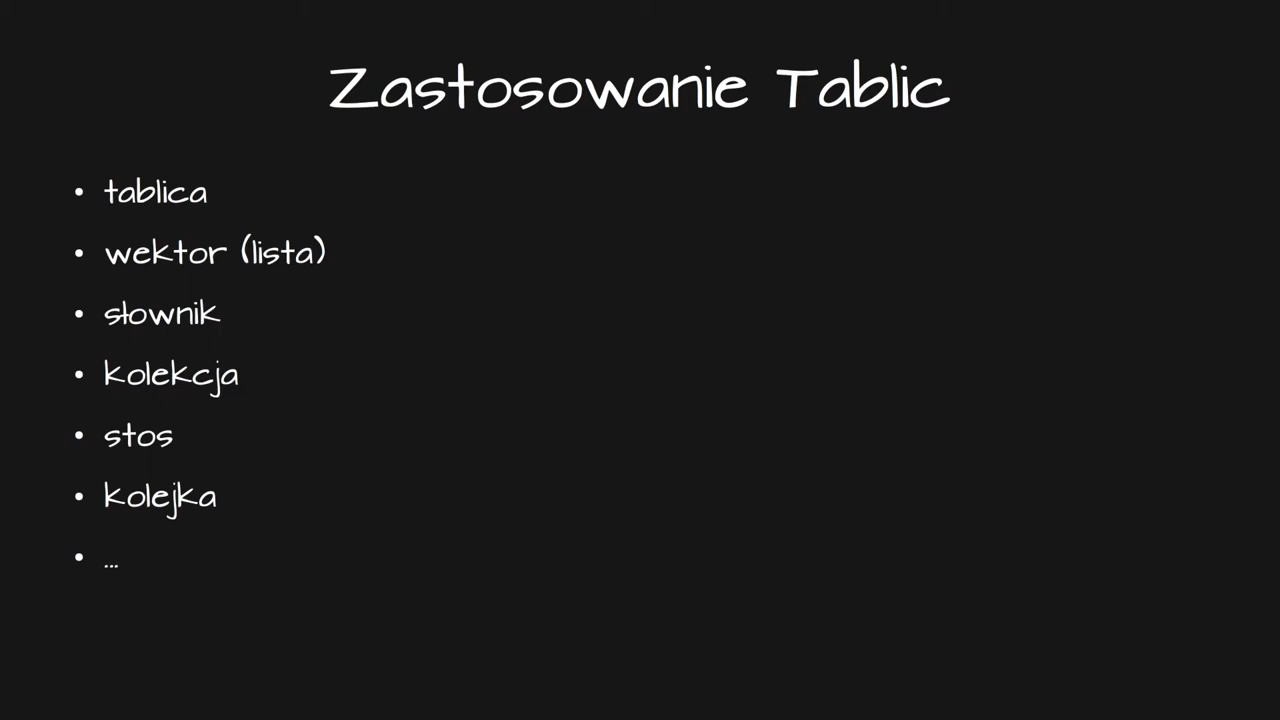 Zastosowanie Tablic
• tablica
• wektor (lista)
• słownik
• kolekcja
• stos
• kolejka
• ...